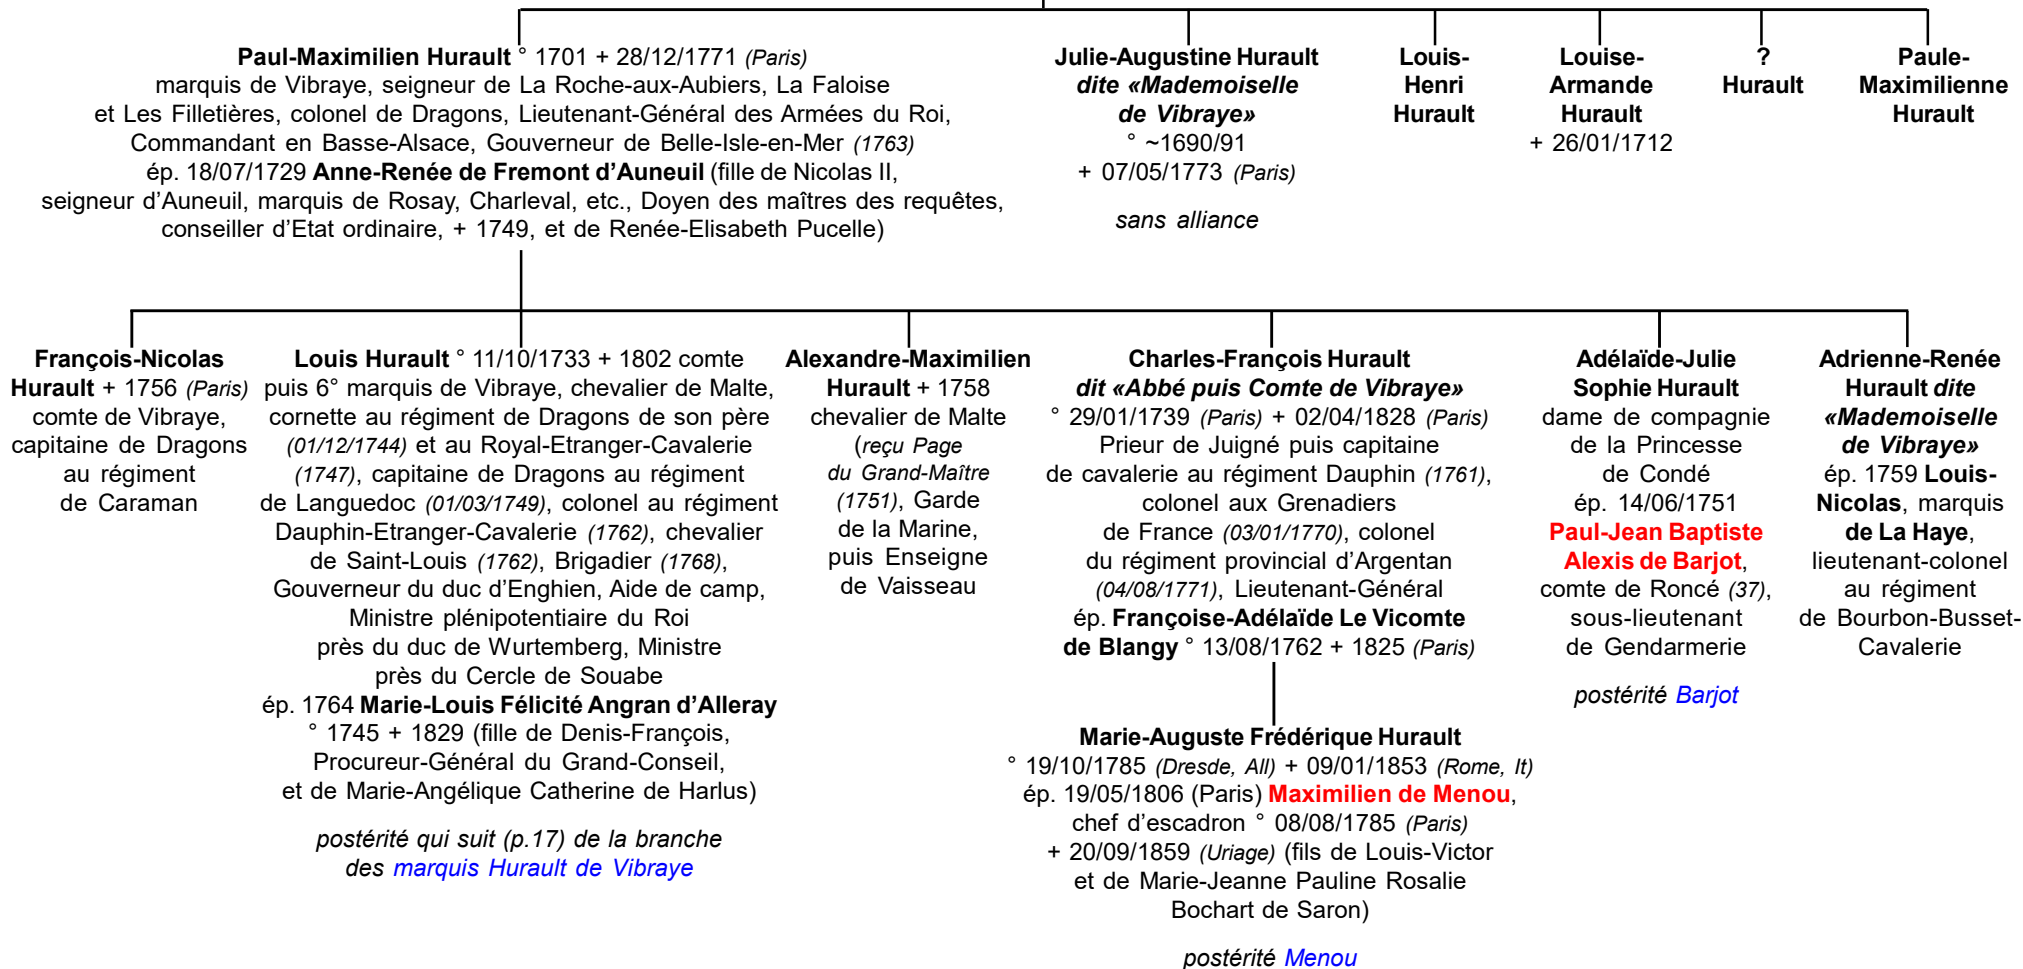 Paul-Maximilien Hurault ° 1701 + 28/12/1771 (Paris)
marquis de Vibraye, seigneur de La Roche-aux-Aubiers, La Faloise
et Les Filletières, colonel de Dragons, Lieutenant-Général des Armées du Roi,
Commandant en Basse-Alsace, Gouverneur de Belle-Isle-en-Mer (1763)
ép. 18/07/1729 Anne-Renée de Fremont d’Auneuil (fille de Nicolas II,
seigneur d’Auneuil, marquis de Rosay, Charleval, etc., Doyen des maîtres des requêtes,
conseiller d’Etat ordinaire, + 1749, et de Renée-Elisabeth Pucelle)
Julie-Augustine Hurault
dite «Mademoiselle
de Vibraye»
° ~1690/91
+ 07/05/1773 (Paris)
sans alliance
Louis-
Henri
Hurault
Louise-
Armande
Hurault
+ 26/01/1712
?
Hurault
Paule-
Maximilienne
Hurault
François-Nicolas
Hurault + 1756 (Paris)
comte de Vibraye,
capitaine de Dragons
au régiment
de Caraman
Louis Hurault ° 11/10/1733 + 1802 comte
puis 6° marquis de Vibraye, chevalier de Malte,
cornette au régiment de Dragons de son père
(01/12/1744) et au Royal-Etranger-Cavalerie
(1747), capitaine de Dragons au régiment
de Languedoc (01/03/1749), colonel au régiment
Dauphin-Etranger-Cavalerie (1762), chevalier
de Saint-Louis (1762), Brigadier (1768),
Gouverneur du duc d’Enghien, Aide de camp,
Ministre plénipotentiaire du Roi
près du duc de Wurtemberg, Ministre
près du Cercle de Souabe
ép. 1764 Marie-Louis Félicité Angran d’Alleray
° 1745 + 1829 (fille de Denis-François,
Procureur-Général du Grand-Conseil,
et de Marie-Angélique Catherine de Harlus)
postérité qui suit (p.17) de la branche
des marquis Hurault de Vibraye
Alexandre-Maximilien
Hurault + 1758
chevalier de Malte
(reçu Page
du Grand-Maître
(1751), Garde
de la Marine,
puis Enseigne
de Vaisseau
Charles-François Hurault
dit «Abbé puis Comte de Vibraye»
° 29/01/1739 (Paris) + 02/04/1828 (Paris)
Prieur de Juigné puis capitaine
de cavalerie au régiment Dauphin (1761),
colonel aux Grenadiers
de France (03/01/1770), colonel
du régiment provincial d’Argentan
(04/08/1771), Lieutenant-Général
ép. Françoise-Adélaïde Le Vicomte
de Blangy ° 13/08/1762 + 1825 (Paris)
Marie-Auguste Frédérique Hurault
° 19/10/1785 (Dresde, All) + 09/01/1853 (Rome, It)
ép. 19/05/1806 (Paris) Maximilien de Menou,
chef d’escadron ° 08/08/1785 (Paris)
+ 20/09/1859 (Uriage) (fils de Louis-Victor
et de Marie-Jeanne Pauline Rosalie
Bochart de Saron)
postérité Menou
Adélaïde-Julie
Sophie Hurault
dame de compagnie
de la Princesse
de Condé
ép. 14/06/1751
Paul-Jean Baptiste
Alexis de Barjot,
comte de Roncé (37),
sous-lieutenant
de Gendarmerie
postérité Barjot
Adrienne-Renée
Hurault dite
«Mademoiselle
de Vibraye»
ép. 1759 Louis-
Nicolas, marquis
de La Haye,
lieutenant-colonel
au régiment
de Bourbon-Busset-
Cavalerie